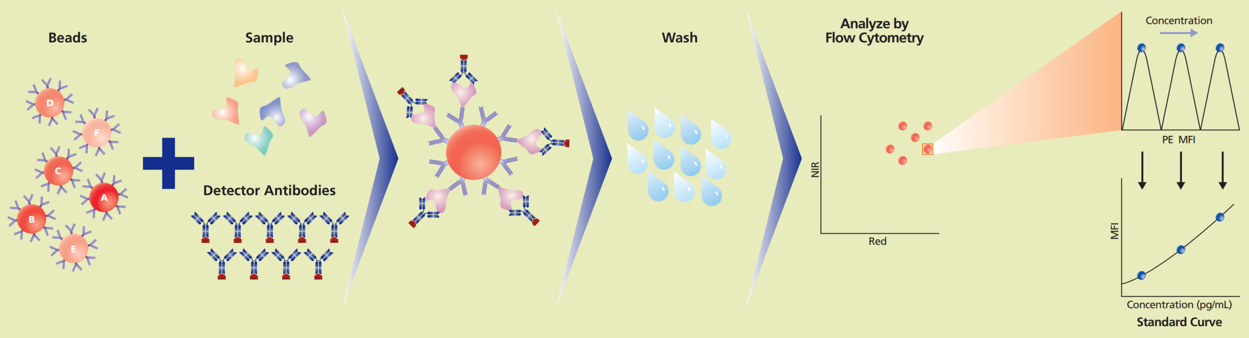 Beads
D
F
C
A
B
E
Sample
Detector Antibodies
Wash
Analyze by
Flow Cytometry
NIR
Red
Concentration
PE MFI
MFI
Concentration (pg/mL)
Standard Curve